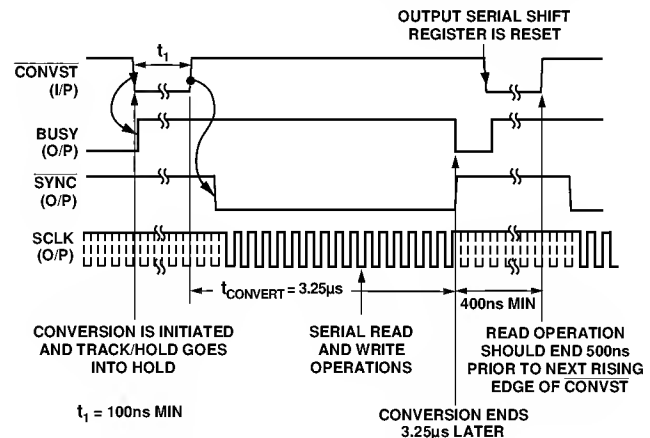 OUTPUT SERIAL SHIFT
REGISTER IS RESET
t1
CONVST
(I/P)
BUSY
(O/P)
SYNC
(O/P)
SCLK
(O/P)
tCONVERT = 3.25µs
400ns MIN
CONVERSION IS INITIATED
AND TRACK/HOLD GOES
INTO HOLD
SERIAL READ
AND WRITE
OPERATIONS
READ OPERATION
SHOULD END 500ns
PRIOR TO NEXT RISING
EDGE OF CONVST
t1 = 100ns MIN
CONVERSION ENDS
3.25µs LATER